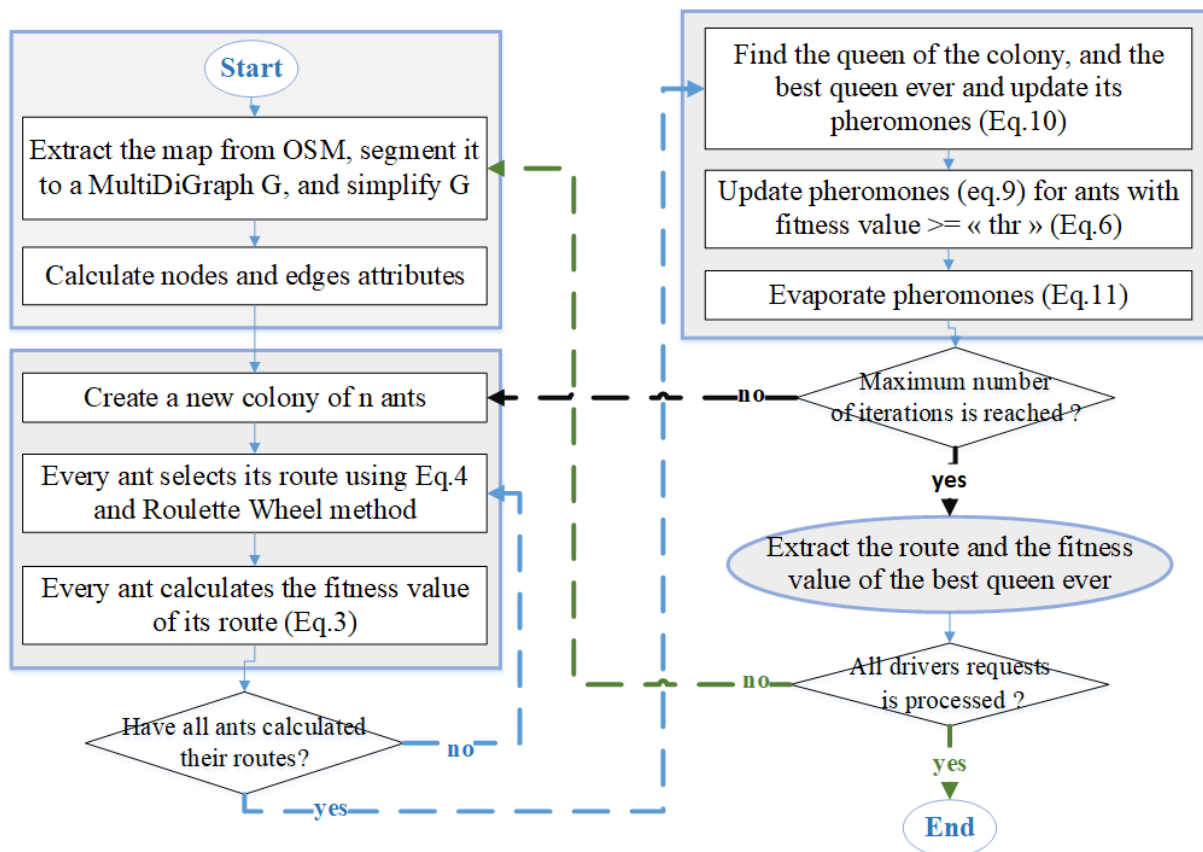 Start
Extract the map from OSM, segment it
to a MultiDiGraph G, and simplify G
Calculate nodes and edges attributes
Create a new colony of n ants
Every ant selects its route using Eq.4
and Roulette Wheel method
Every ant calculates the fitness value
of its route (Eq.3)
Have all ants calculated
their routes?
no
yes
Find the queen of the colony, and the
best queen ever and update its
pheromones (Eq.10)
Update pheromones (eq.9) for ants with
fitness value >= « thr » (Eq.6)
Evaporate pheromones (Eq.11)
Maximum number
of iterations is reached ?
no
yes
Extract the route and the fitness
value of the best queen ever
All drivers requests
is processed ?
no
yes
End